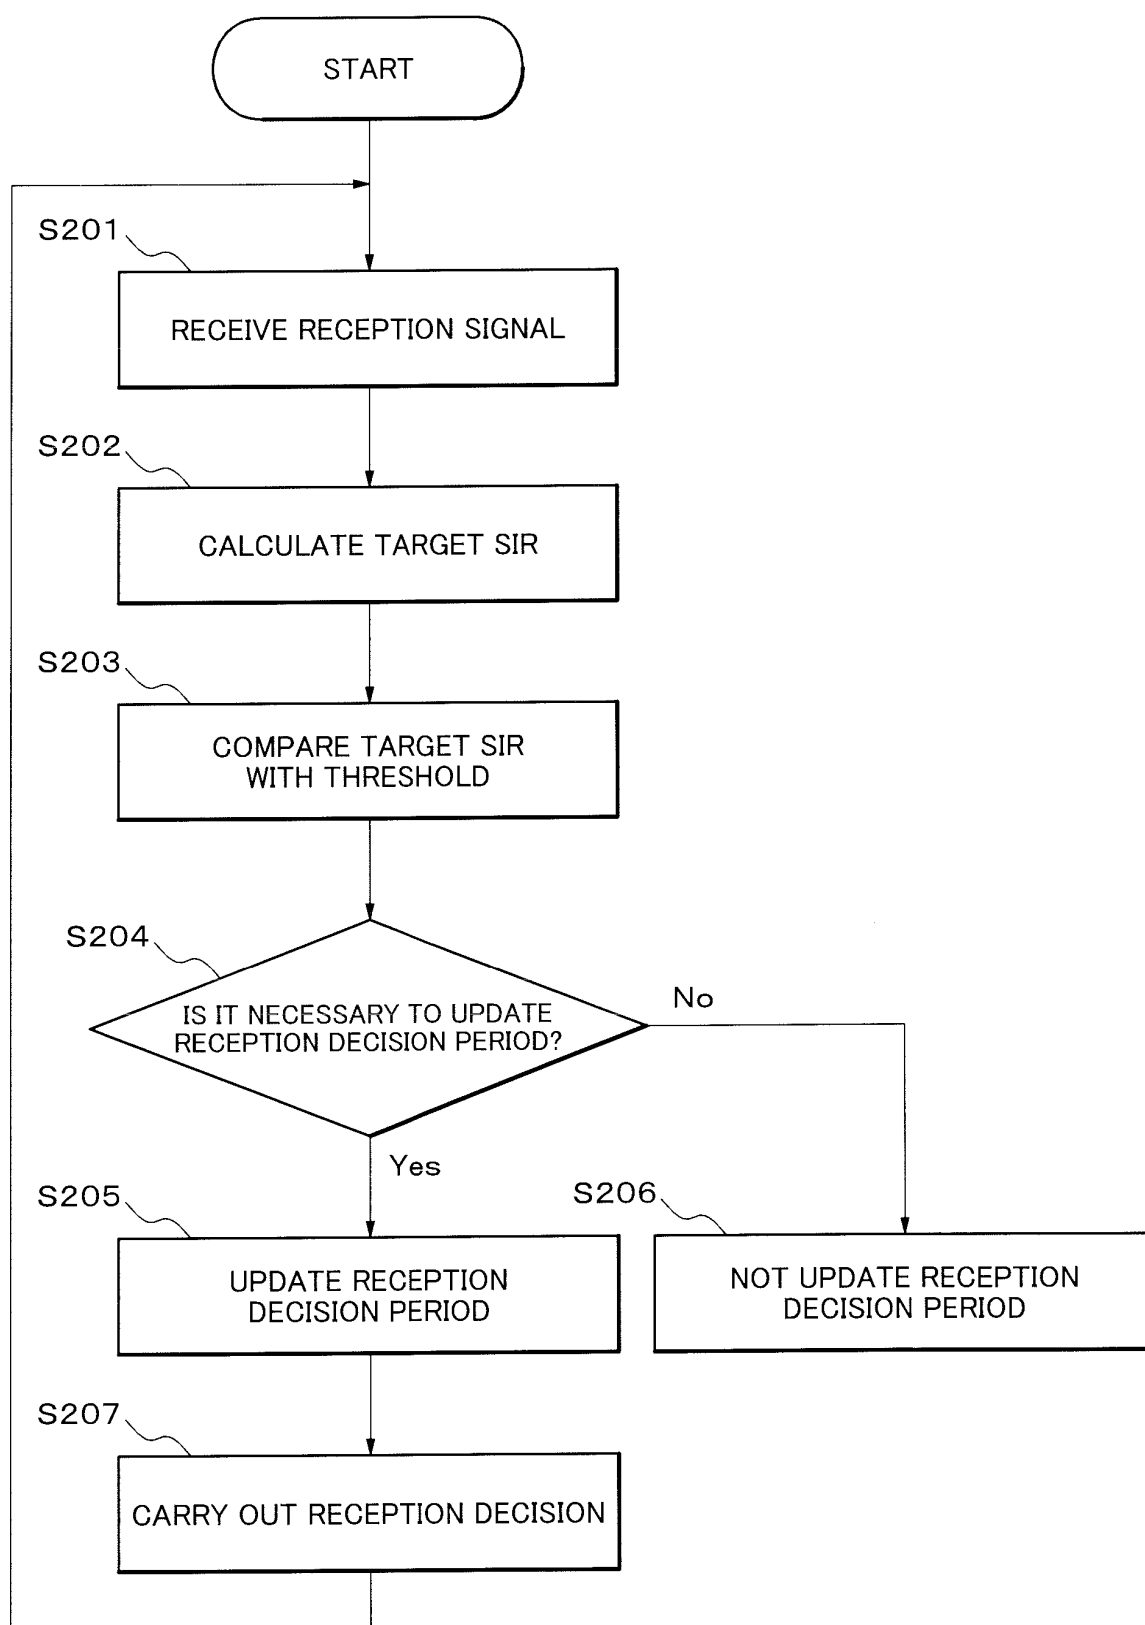 START
S201
RECEIVE RECEPTION SIGNAL
S202
CALCULATE TARGET SIR
S203
COMPARE TARGET SIR
WITH THRESHOLD
S204
IS IT NECESSARY TO UPDATE
RECEPTION DECISION PERIOD?
No
Yes
S205
UPDATE RECEPTION
DECISION PERIOD
S206
NOT UPDATE RECEPTION
DECISION PERIOD
S207
CARRY OUT RECEPTION DECISION